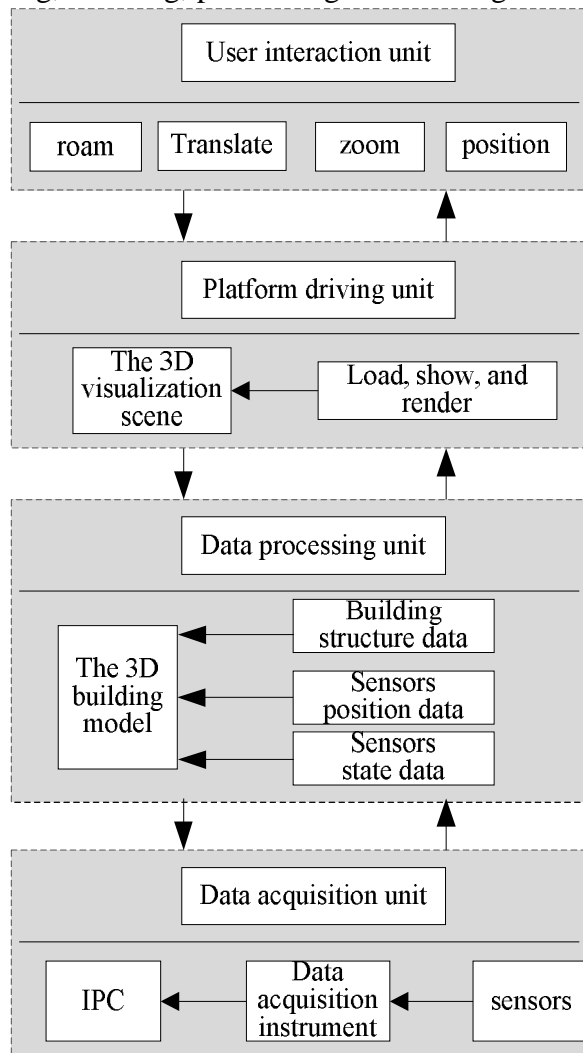 User interaction unit
roam
Translate
zoom
position
Platform driving unit
The 3D
visualization
scene
Load, show, and
render
Data processing unit
The 3D
building
model
Building
structure data
Sensors
position data
Sensors
state data
Data acquisition unit
IPC
Data
acquisition
instrument
sensors